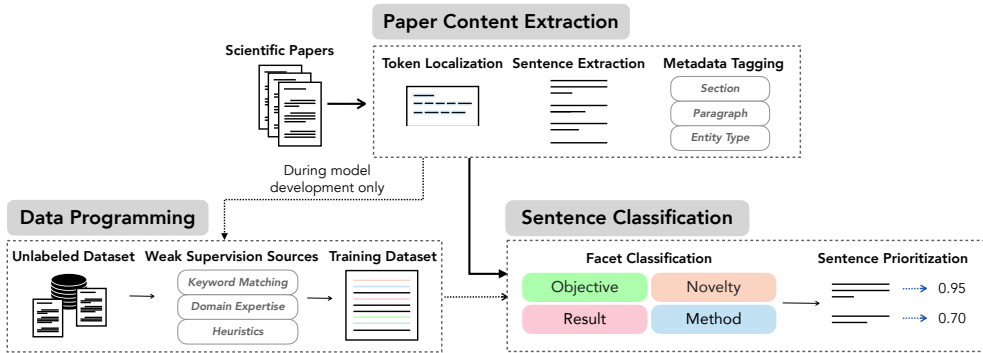 Paper Content Extraction
Scientific Papers
Token Localization
Sentence Extraction
Metadata Tagging
Section
Paragraph
Entity Type
During model
development only
Data Programming
Unlabeled Dataset
Weak Supervision Sources
Training Dataset
Keyword Matching
Domain Expertise
Heuristics
Sentence Classification
Facet Classification
Sentence Prioritization
Objective
Novelty
0.95
Result
Method
0.70